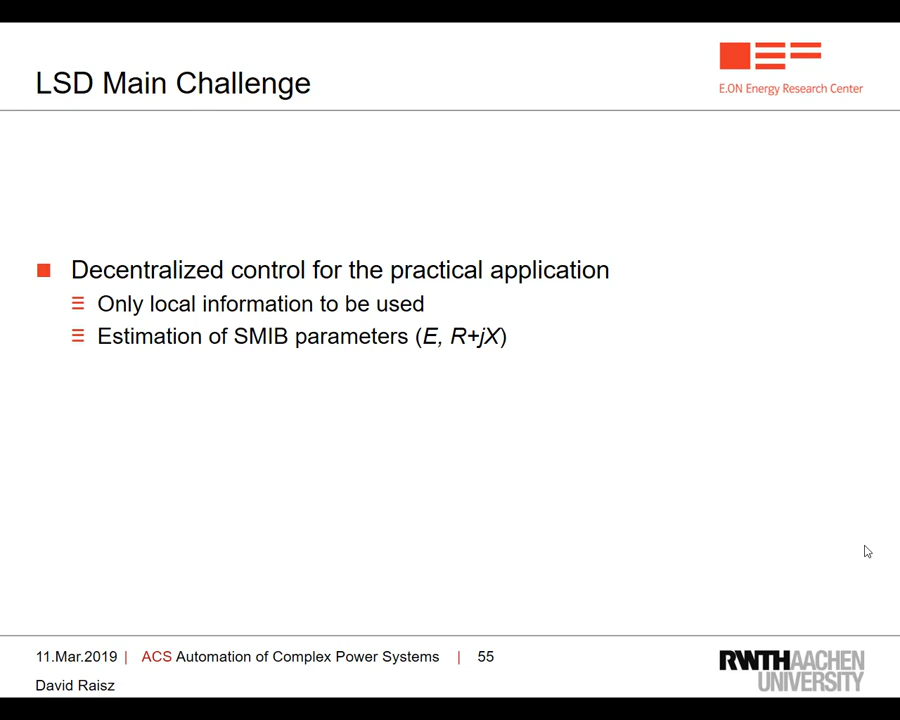 LSD Main Challenge
E.ON Energy Research Center
Decentralized control for the practical application
Only local information to be used
Estimation of SMIB parameters (E, R+jX)
11.Mar.2019 | ACS Automation of Complex Power Systems | 55
David Raisz
RWTHAACHEN
UNIVERSITY